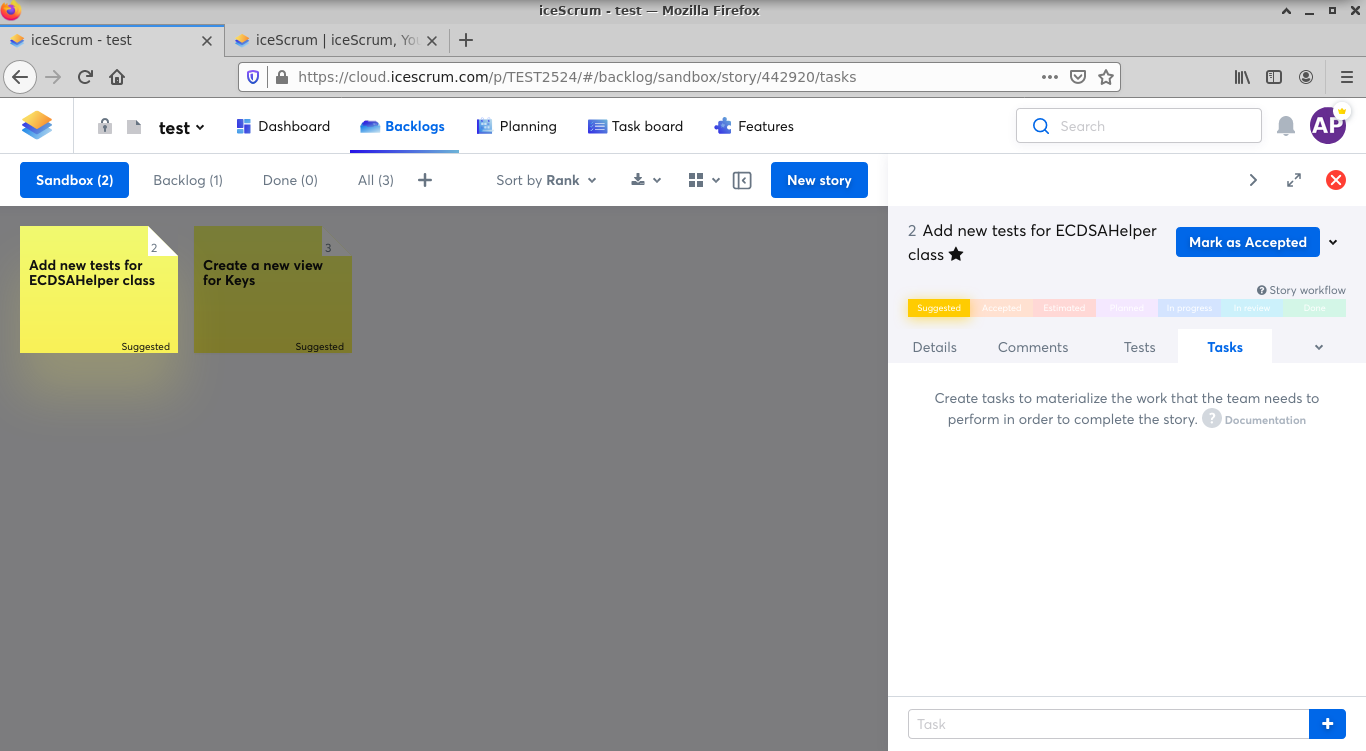 iceScrum - test — Mozilla Firefox
iceScrum - test
iceScrum | iceScrum, You
https://cloud.icescrum.com/p/TEST2524/#/backlog/sandbox/story/442920/tasks
test
Dashboard
Backlogs
Planning
Task board
Features
Search
AP
Sandbox (2)
Backlog (1)
Done (0)
All (3)
Sort by Rank
New story
2
Add new tests for
ECDSAHelper class
Suggested
3
Create a new view
for Keys
Suggested
2 Add new tests for ECDSAHelper
class
Mark as Accepted
Story workflow
Suggested
Accepted
Estimated
Planned
In progress
In review
Done
Details
Comments
Tests
Tasks
Create tasks to materialize the work that the team needs to
perform in order to complete the story. ? Documentation
Task